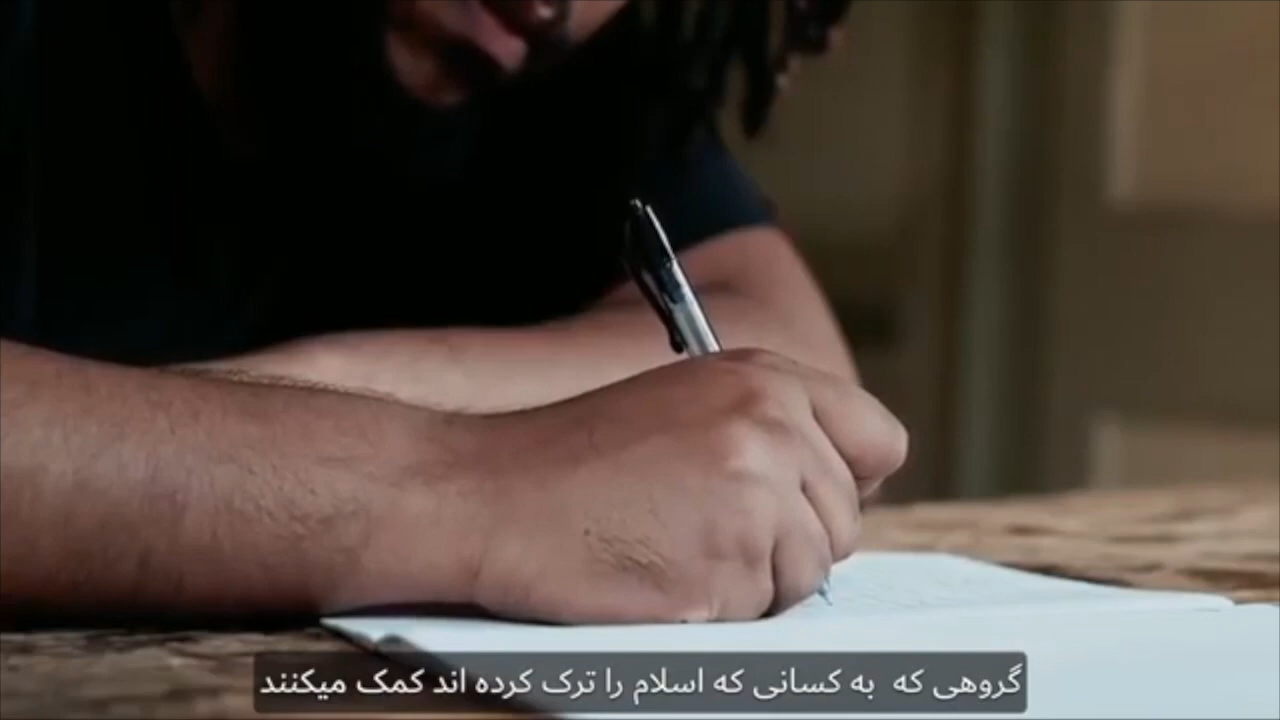 گروهی که  به کسانی که اسلام را ترک کرده اند کمک میکنند